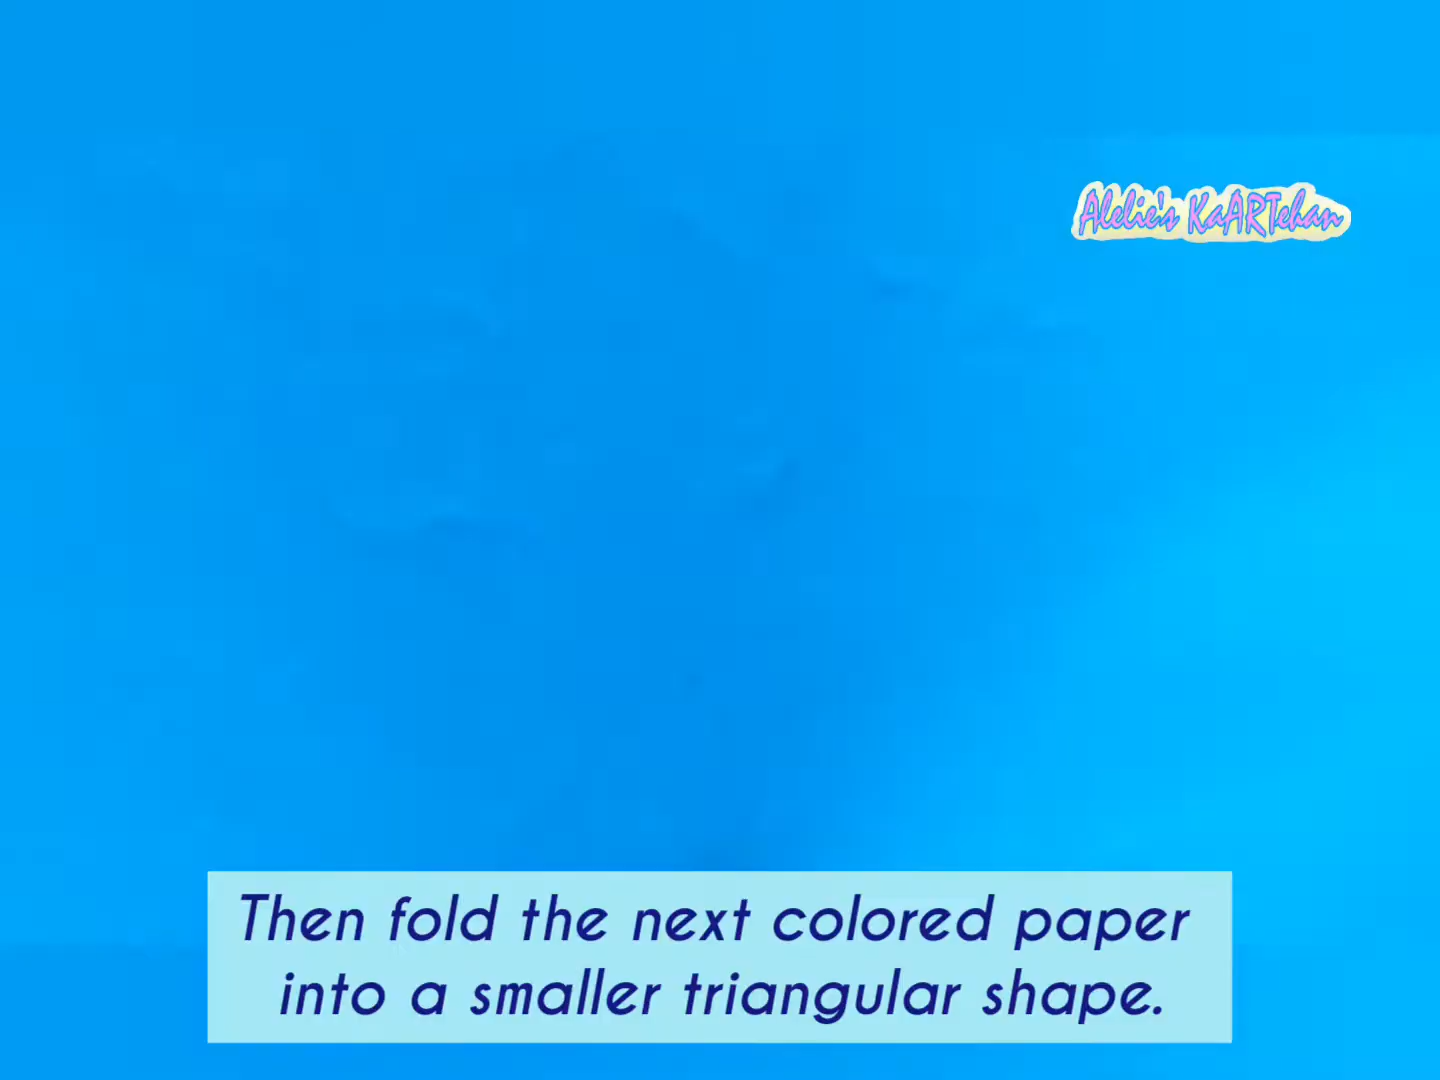 Alelie's KaARTehan
Then fold the next colored paper
into a smaller triangular shape.